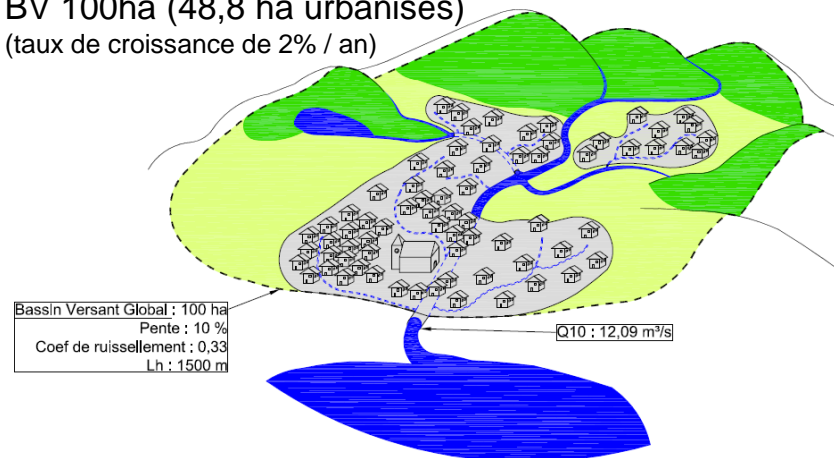 BV 100ha (48,8 ha urbanisés)
(taux de croissance de 2% / an)
Bassin Versant Global : 100 ha
Pente : 10 %
Coef de ruissellement : 0,33
Lh : 1500 m
Q10 : 12,09 m³/s